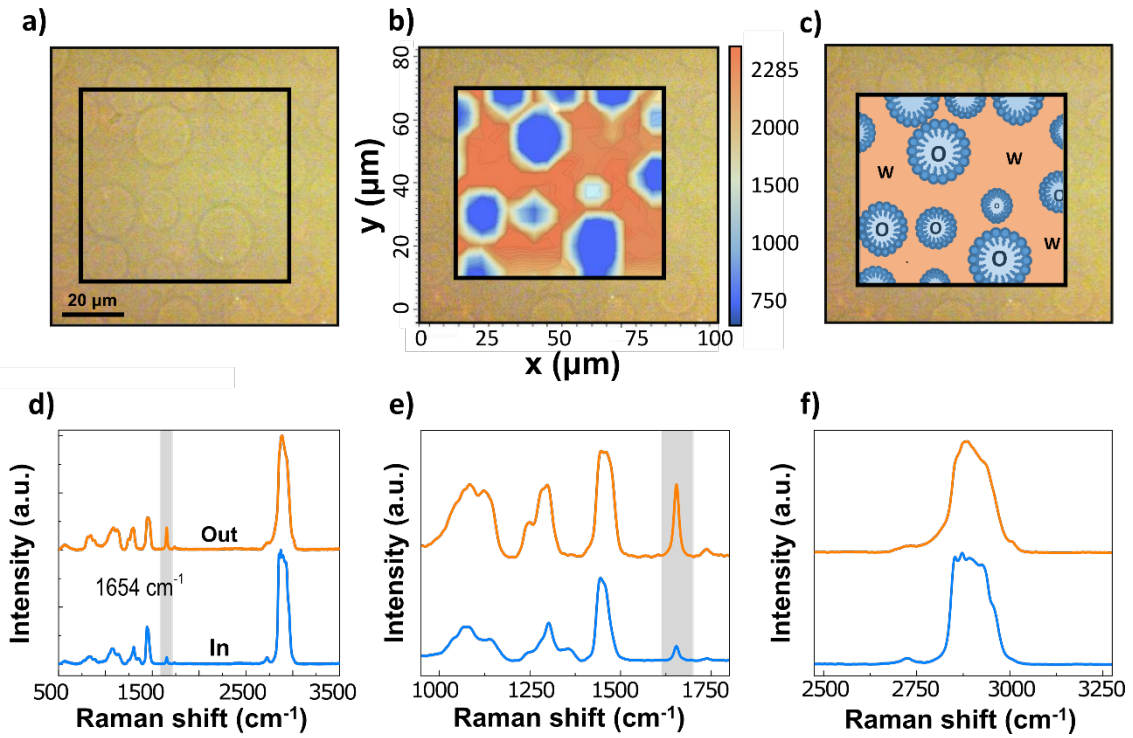 a)
20 µm
b)
y (µm)
80
60
40
20
0
0 25 50 75 100
x (µm)
2285
2000
1500
1000
750
c)
O
W
W
O
O
O
O
W
O
d)
Intensity (a.u.)
Out
1654 cm-1
In
500 1500 2500 3500
Raman shift (cm-1)
e)
Intensity (a.u.)
1000 1250 1500 1750
Raman shift (cm-1)
f)
Intensity (a.u.)
2500 2750 3000 3250
Raman shift (cm-1)